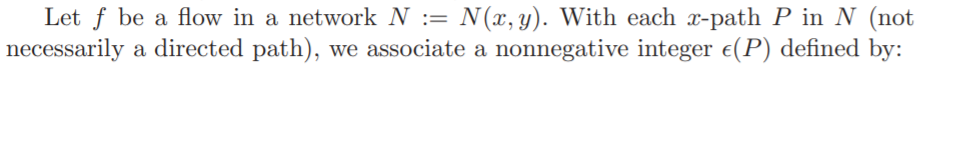 Let f be a flow in a network N := N(x, y). With each x-path P in N (not
necessarily a directed path), we associate a nonnegative integer ϵ(P) defined by: